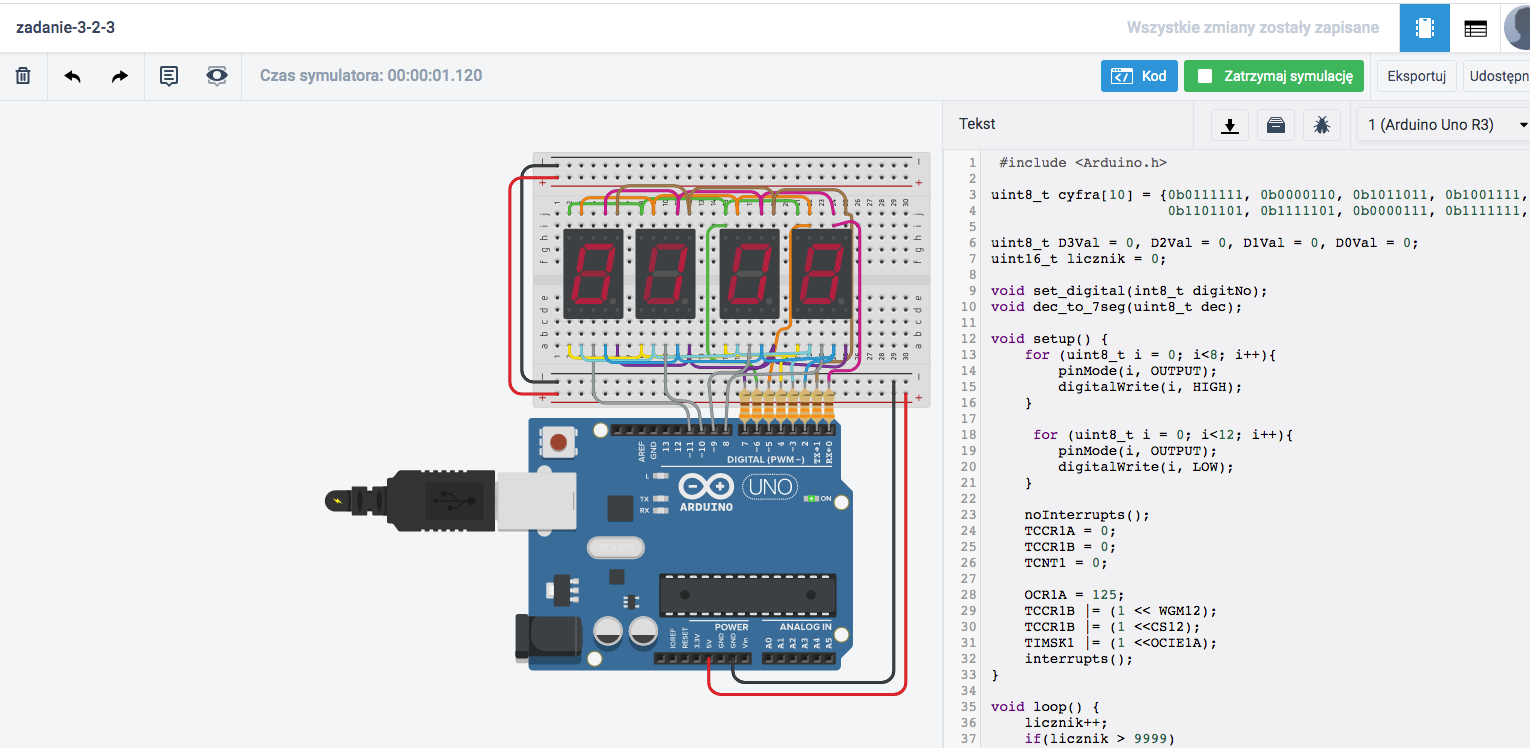 zadanie-3-2-3
Wszystkie zmiany zostały zapisane
Czas symulatora: 00:00:01.120
Kod
Zatrzymaj symulację
Eksportuj
Udostępn
Tekst
1 (Arduino Uno R3)
1 #include <Arduino.h>
2
3 uint8_t cyfra[10] = {0b0111111, 0b0000110, 0b1011011, 0b1001111,
4 0b1101101, 0b1111101, 0b0000111, 0b1111111,
5
6 uint8_t D3Val = 0, D2Val = 0, D1Val = 0, D0Val = 0;
7 uint16_t licznik = 0;
8
9 void set_digital(int8_t digitNo);
10 void dec_to_7seg(uint8_t dec);
11
12 void setup() {
13 for (uint8_t i = 0; i<8; i++){
14 pinMode(i, OUTPUT);
15 digitalWrite(i, HIGH);
16 }
17
18 for (uint8_t i = 0; i<12; i++){
19 pinMode(i, OUTPUT);
20 digitalWrite(i, LOW);
21 }
22
23 noInterrupts();
24 TCCR1A = 0;
25 TCCR1B = 0;
26 TCNT1 = 0;
27
28 OCR1A = 125;
29 TCCR1B |= (1 << WGM12);
30 TCCR1B |= (1 <<CS12);
31 TIMSK1 |= (1 <<OCIE1A);
32 interrupts();
33 }
34
35 void loop() {
36 licznik++;
37 if(licznik > 9999)
AREF
GND
13
12
~11
~10
~9
8
7
~6
~5
4
~3
2
TX→1
RX←0
DIGITAL (PWM~)
L
TX
RX
ARDUINO
UNO
ON
POWER
ANALOG IN
IOREF
RESET
3.3V
5V
GND
GND
Vin
A0
A1
A2
A3
A4
A5